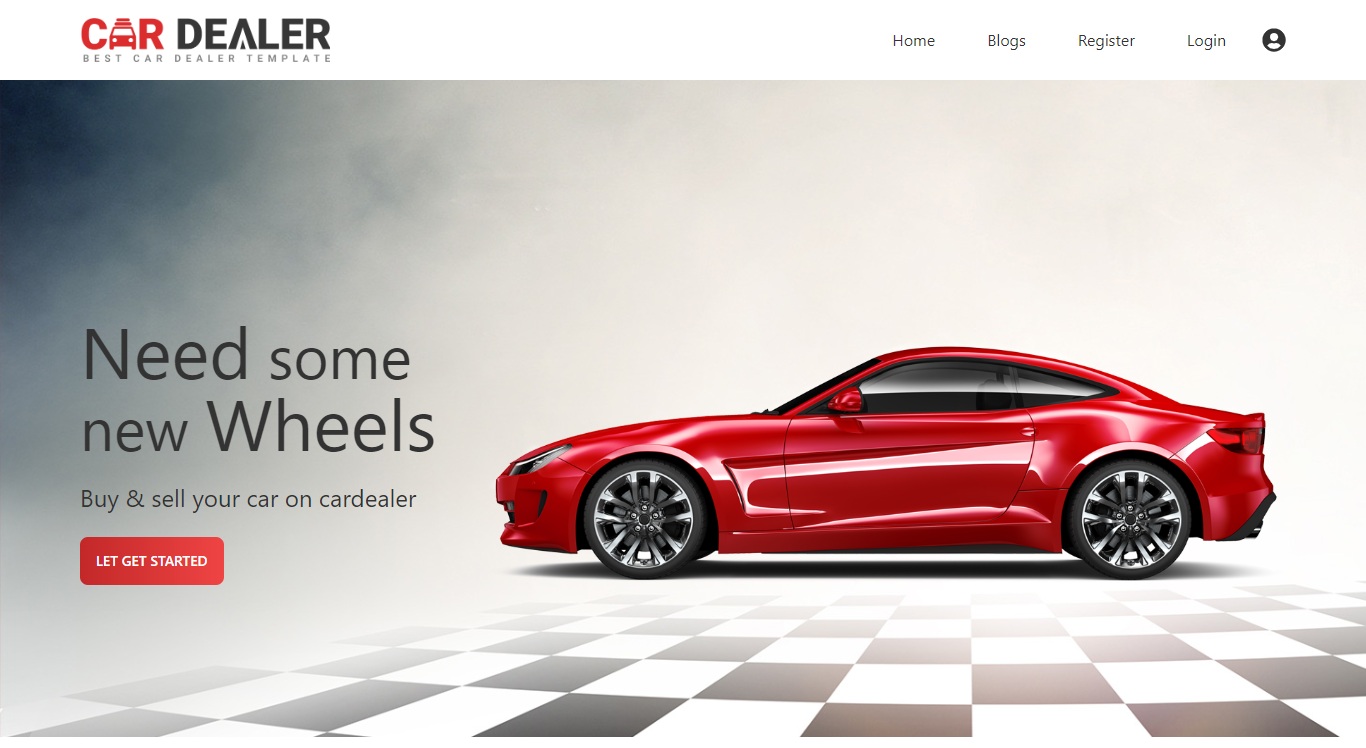 CAR DEALER
BEST CAR DEALER TEMPLATE
Home Blogs Register Login
Need some
new Wheels
Buy & sell your car on cardealer
LET GET STARTED